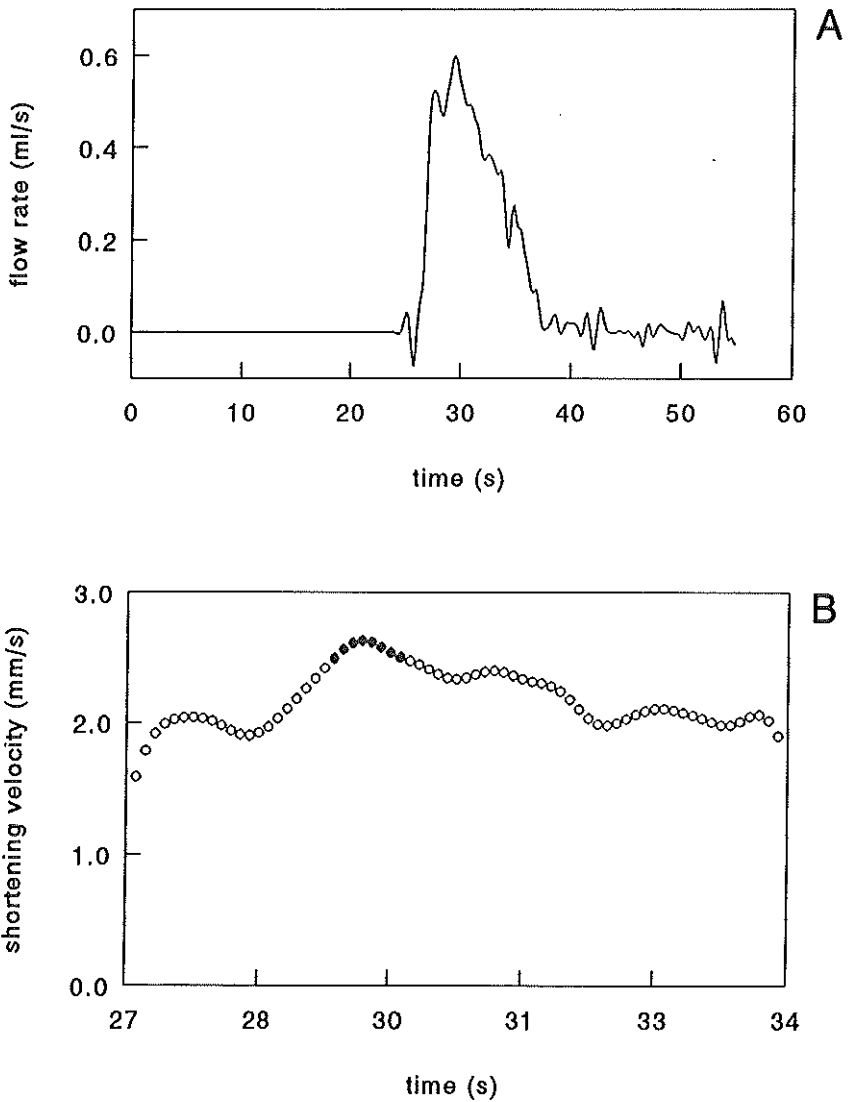 A
flow rate (ml/s)
0.6
0.4
0.2
0.0
0 10 20 30 40 50 60
time (s)
B
shortening velocity (mm/s)
3.0
2.0
1.0
0.0
27 28 30 31 33 34
time (s)